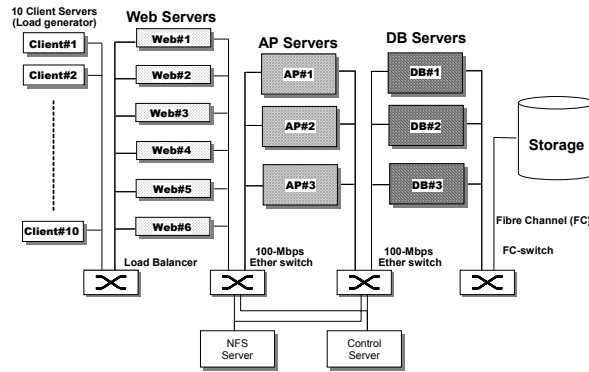 10 Client Servers
(Load generator)
Client#1
Client#2
Client#10
Web Servers
Web#1
Web#2
Web#3
Web#4
Web#5
Web#6
AP Servers
AP#1
AP#2
AP#3
DB Servers
DB#1
DB#2
DB#3
Storage
Fibre Channel (FC)
FC-switch
Load Balancer
100-Mbps
Ether switch
100-Mbps
Ether switch
NFS
Server
Control
Server